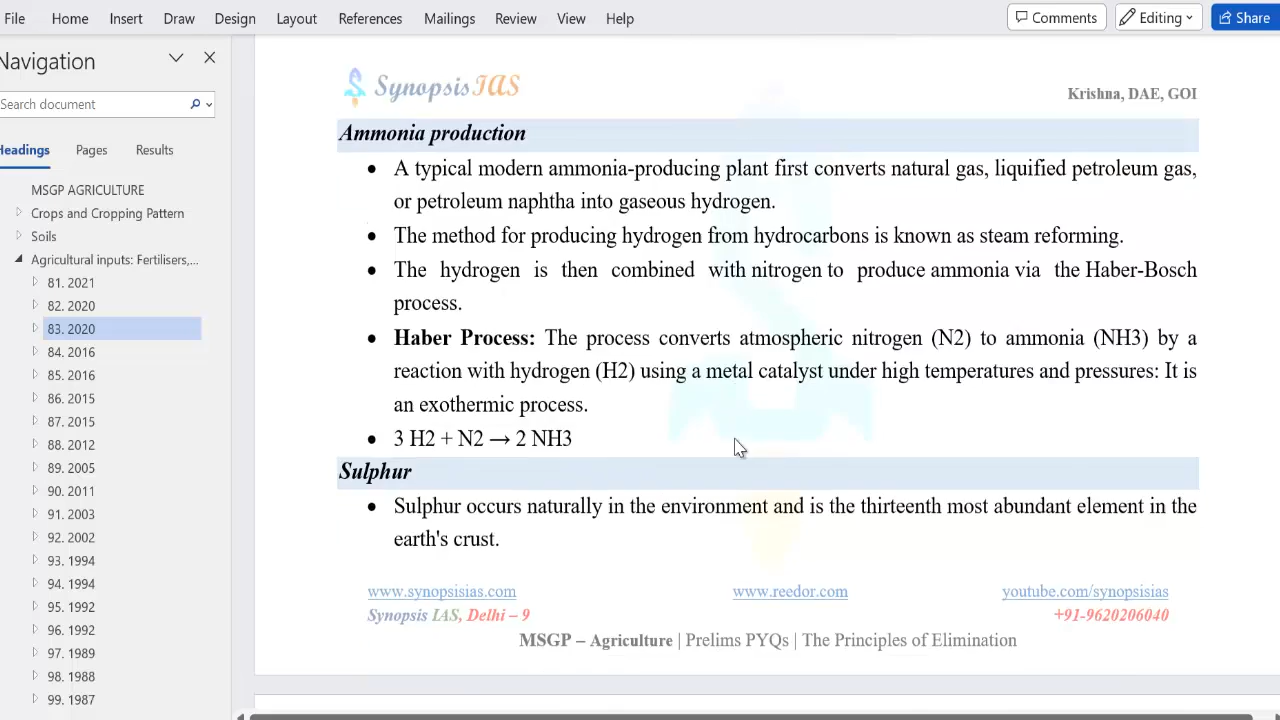 File Home Insert Draw Design Layout References Mailings Review View Help Comments Editing Share
Navigation
Search document
Headings Pages Results
MSGP AGRICULTURE
Crops and Cropping Pattern
Soils
Agricultural inputs: Fertilisers,...
81. 2021
82. 2020
83. 2020
84. 2016
85. 2016
86. 2015
87. 2015
88. 2012
89. 2005
90. 2011
91. 2003
92. 2002
93. 1994
94. 1994
95. 1992
96. 1992
97. 1989
98. 1988
99. 1987
SynopsisIAS
Krishna, DAE, GOI
Ammonia production
• A typical modern ammonia-producing plant first converts natural gas, liquified petroleum gas,
or petroleum naphtha into gaseous hydrogen.
• The method for producing hydrogen from hydrocarbons is known as steam reforming.
• The hydrogen is then combined with nitrogen to produce ammonia via the Haber-Bosch
process.
• Haber Process: The process converts atmospheric nitrogen (N2) to ammonia (NH3) by a
reaction with hydrogen (H2) using a metal catalyst under high temperatures and pressures: It is
an exothermic process.
• 3 H2 + N2 → 2 NH3
Sulphur
• Sulphur occurs naturally in the environment and is the thirteenth most abundant element in the
earth's crust.
www.synopsisias.com www.reedor.com youtube.com/synopsisias
Synopsis IAS, Delhi – 9 +91-9620206040
MSGP – Agriculture | Prelims PYQs | The Principles of Elimination